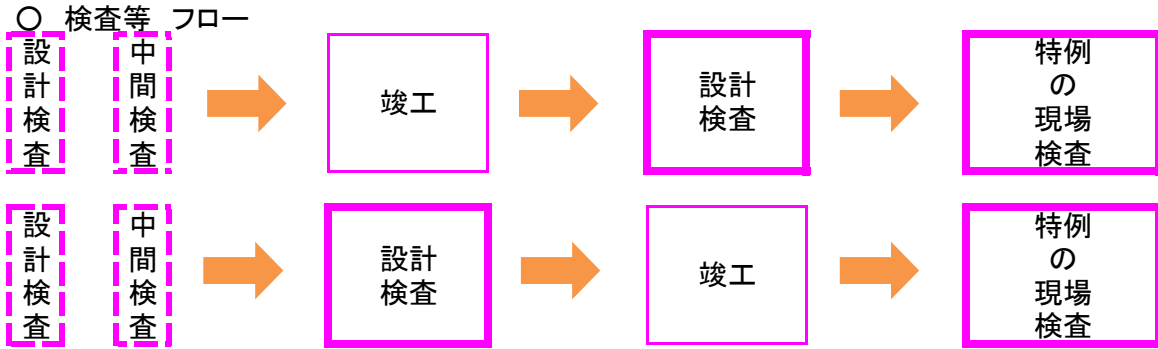 ○ 検査等 フロー
設計検査
中間検査
竣工
設計
検査
特例
の
現場
検査
設計検査
中間検査
設計
検査
竣工
特例
の
現場
検査